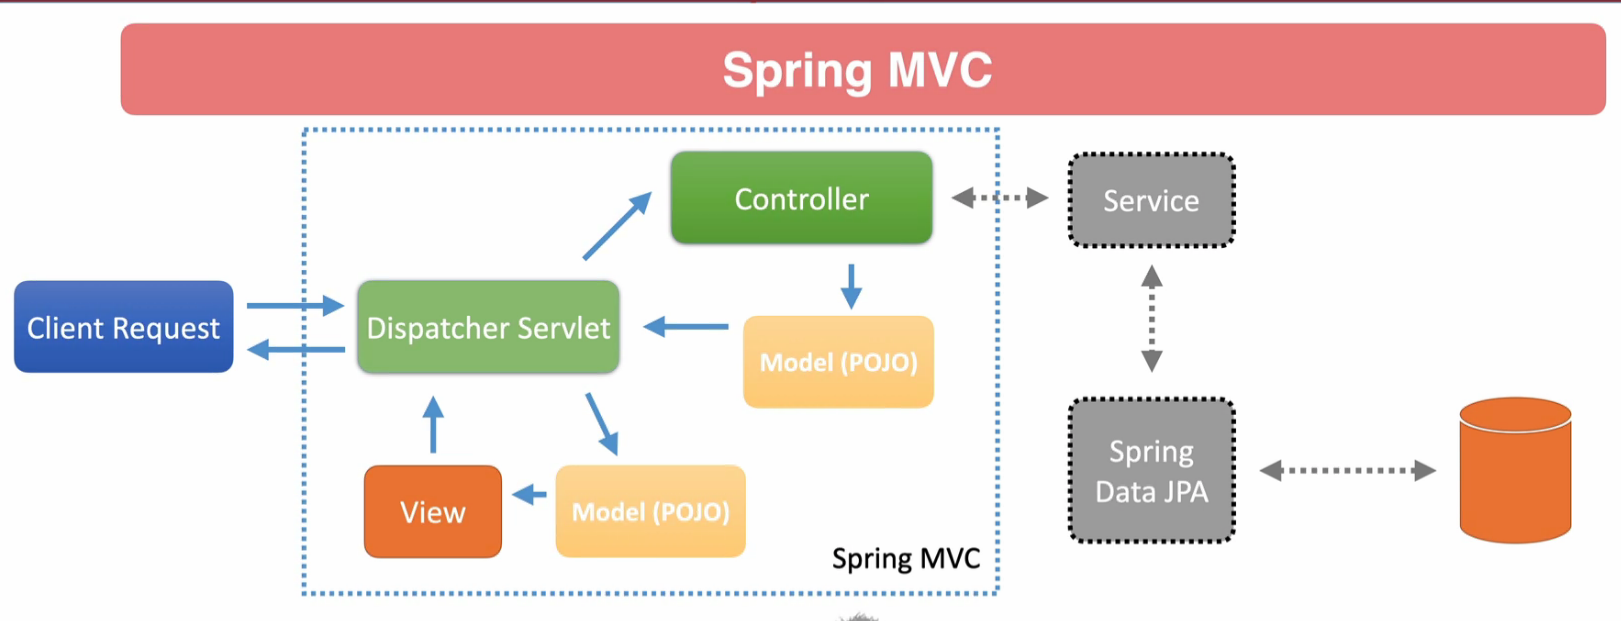 Spring MVC
Controller
Service
Client Request
Dispatcher Servlet
Model (POJO)
Spring
Data JPA
View
Model (POJO)
Spring MVC